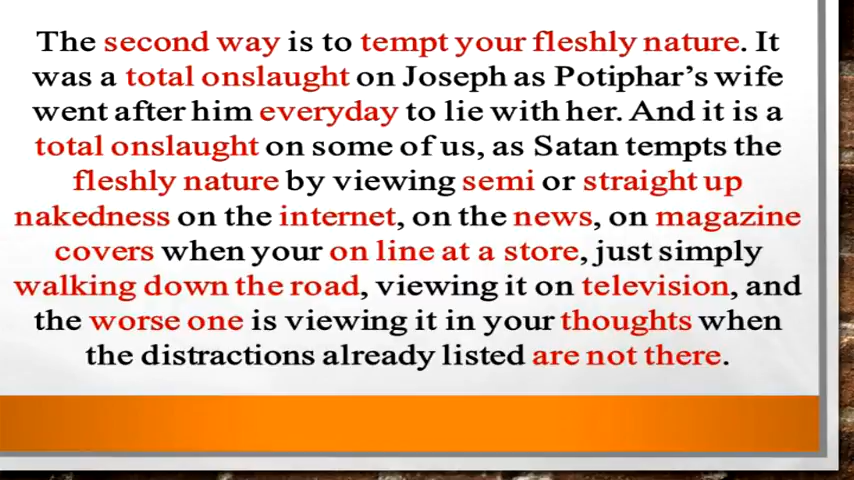 The second way is to tempt your fleshly nature. It
was a total onslaught on Joseph as Potiphar's wife
went after him everyday to lie with her. And it is a
total onslaught on some of us, as Satan tempts the
fleshly nature by viewing semi or straight up
nakedness on the internet, on the news, on magazine
covers when your on line at a store, just simply
walking down the road, viewing it on television, and
the worse one is viewing it in your thoughts when
the distractions already listed are not there.